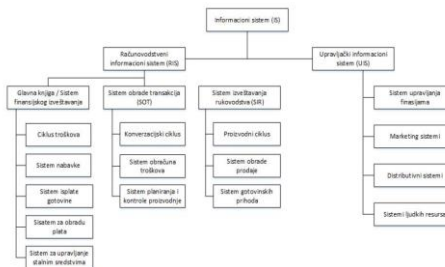 Informacioni sistem (IS)
Računovodstveni
informacioni sistem (RIS)
Upravljački informacioni
sistem (UIS)
Glavna knjiga / Sistem
finansijskog izveštavanja
Sistem obrade transakcija
(SOT)
Sistem izveštavanja
rukovodstva (SIR)
Sistem upravljanja
finasijama
Ciklus troškova
Konverzacijski ciklus
Proizvodni ciklus
Marketing sistemi
Sistem nabavke
Sistem obračuna
troškova
Sistem obrade
prodaje
Distributivni sistemi
Sistem isplate
gotovine
Sistem planiranja i
kontrole proizvodnje
Sistem gotovinskih
prihoda
Sistemi ljudkih resursa
Sisatem za obradu
plata
Sistem za upravljanje
stalnim sredstvima